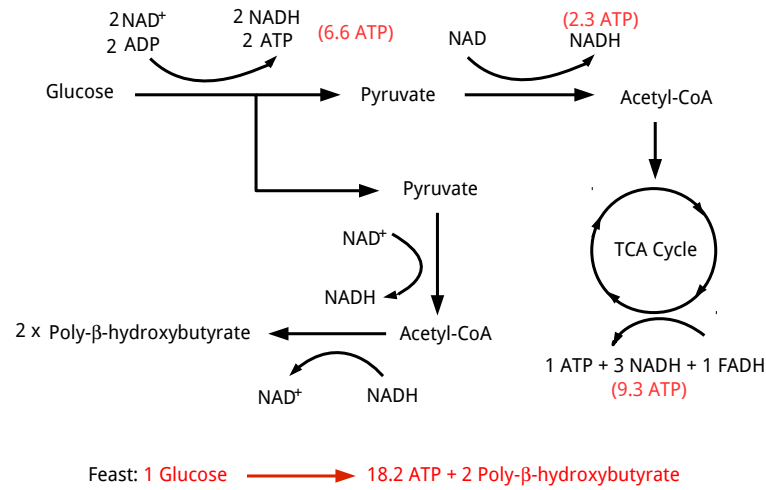 2NAD⁺
2 ADP
2 NADH
2 ATP
(6.6 ATP)
NAD
(2.3 ATP)
NADH
Glucose
Pyruvate
Acetyl-CoA
Pyruvate
NAD⁺
NADH
TCA Cycle
2 x Poly-β-hydroxybutyrate
Acetyl-CoA
NAD⁺
NADH
1 ATP + 3 NADH + 1 FADH
(9.3 ATP)
Feast: 1 Glucose
18.2 ATP + 2 Poly-β-hydroxybutyrate